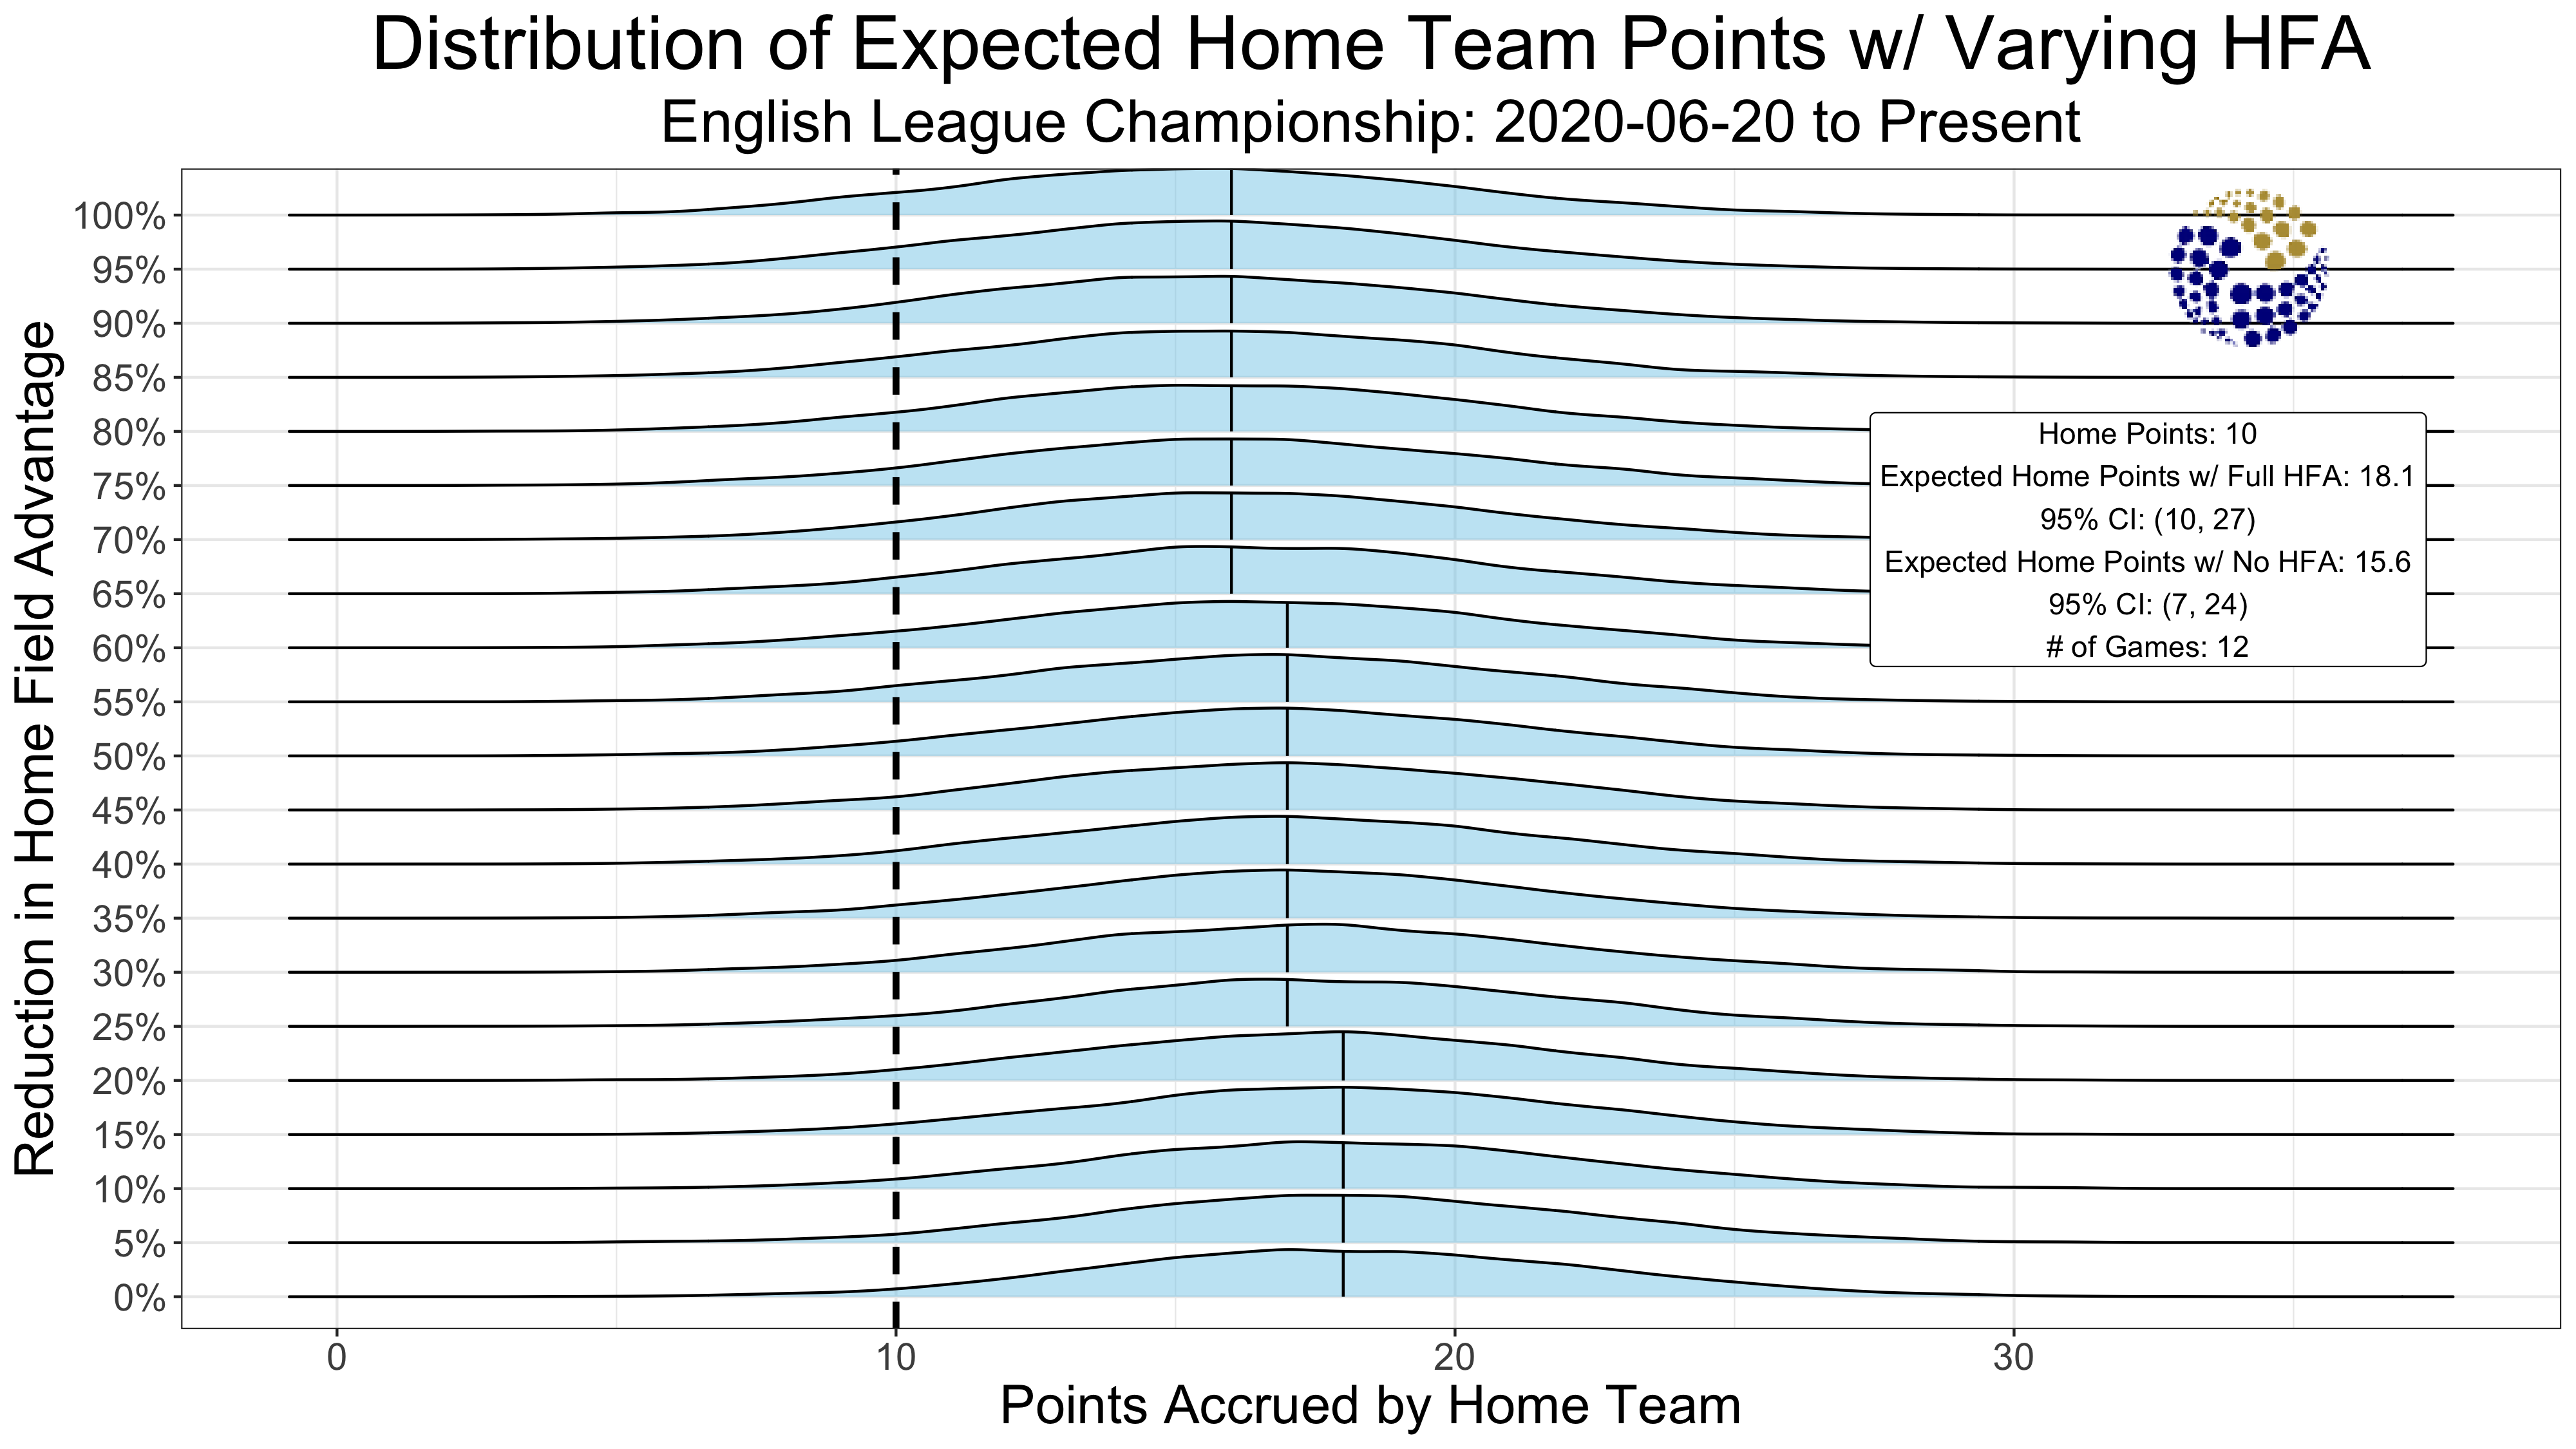 Distribution of Expected Home Team Points w/ Varying HFA
English League Championship: 2020-06-20 to Present
Reduction in Home Field Advantage
100%
95%
90%
85%
80%
75%
70%
65%
60%
55%
50%
45%
40%
35%
30%
25%
20%
15%
10%
5%
0%
Home Points: 10
Expected Home Points w/ Full HFA: 18.1
95% CI: (10, 27)
Expected Home Points w/ No HFA: 15.6
95% CI: (7, 24)
# of Games: 12
0 10 20 30
Points Accrued by Home Team